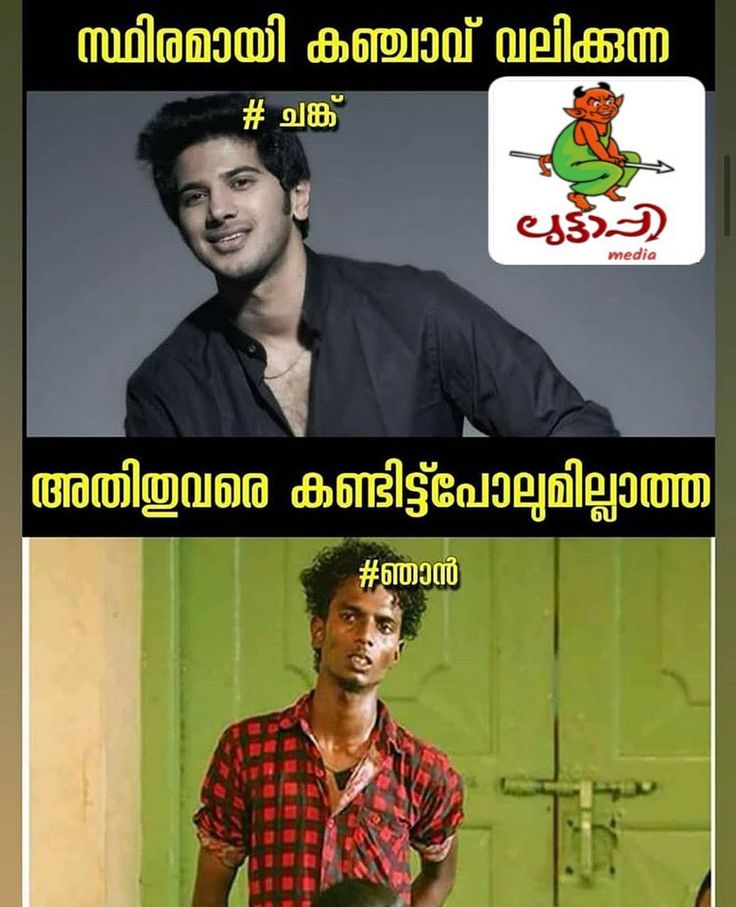 സ്ഥിരമായി കഞ്ചാവ് വലിക്കുന്ന
# ചങ്ക്
ലുട്ടാപ്പി
media
അതിതുവരെ കണ്ടിട്ട്പോലുമില്ലാത്ത
#ഞാൻ